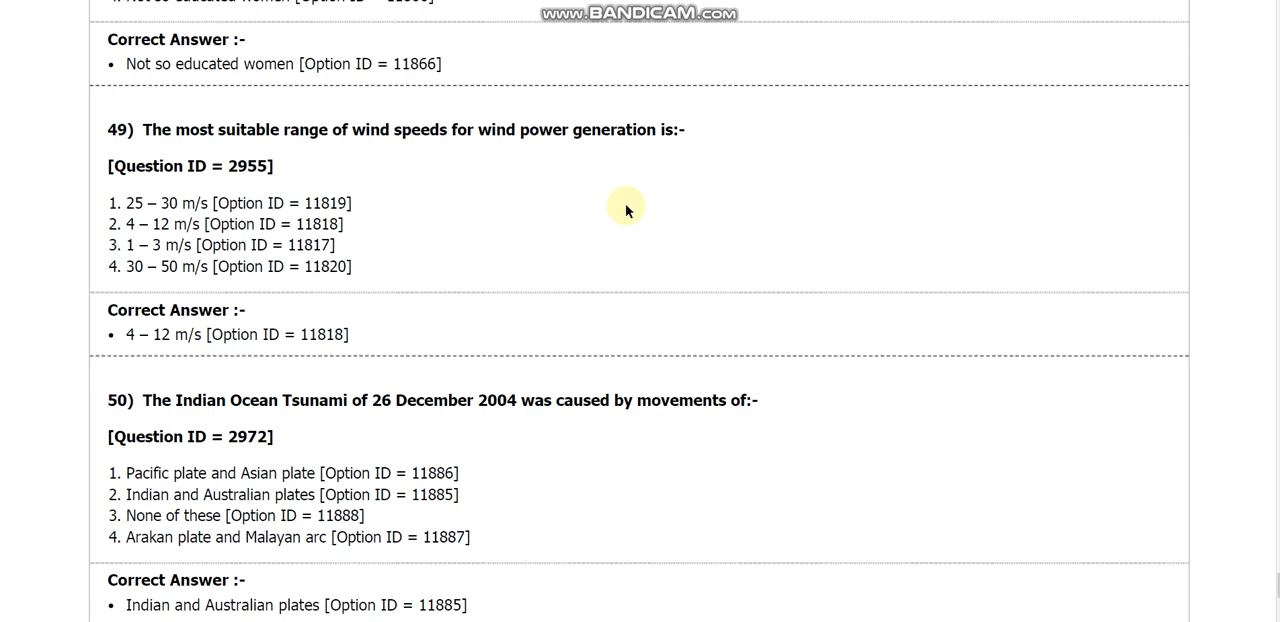 www.BANDICAM.com
Correct Answer :-
• Not so educated women [Option ID = 11866]
49) The most suitable range of wind speeds for wind power generation is:-
[Question ID = 2955]
1. 25 – 30 m/s [Option ID = 11819]
2. 4 – 12 m/s [Option ID = 11818]
3. 1 – 3 m/s [Option ID = 11817]
4. 30 – 50 m/s [Option ID = 11820]
Correct Answer :-
• 4 – 12 m/s [Option ID = 11818]
50) The Indian Ocean Tsunami of 26 December 2004 was caused by movements of:-
[Question ID = 2972]
1. Pacific plate and Asian plate [Option ID = 11886]
2. Indian and Australian plates [Option ID = 11885]
3. None of these [Option ID = 11888]
4. Arakan plate and Malayan arc [Option ID = 11887]
Correct Answer :-
• Indian and Australian plates [Option ID = 11885]